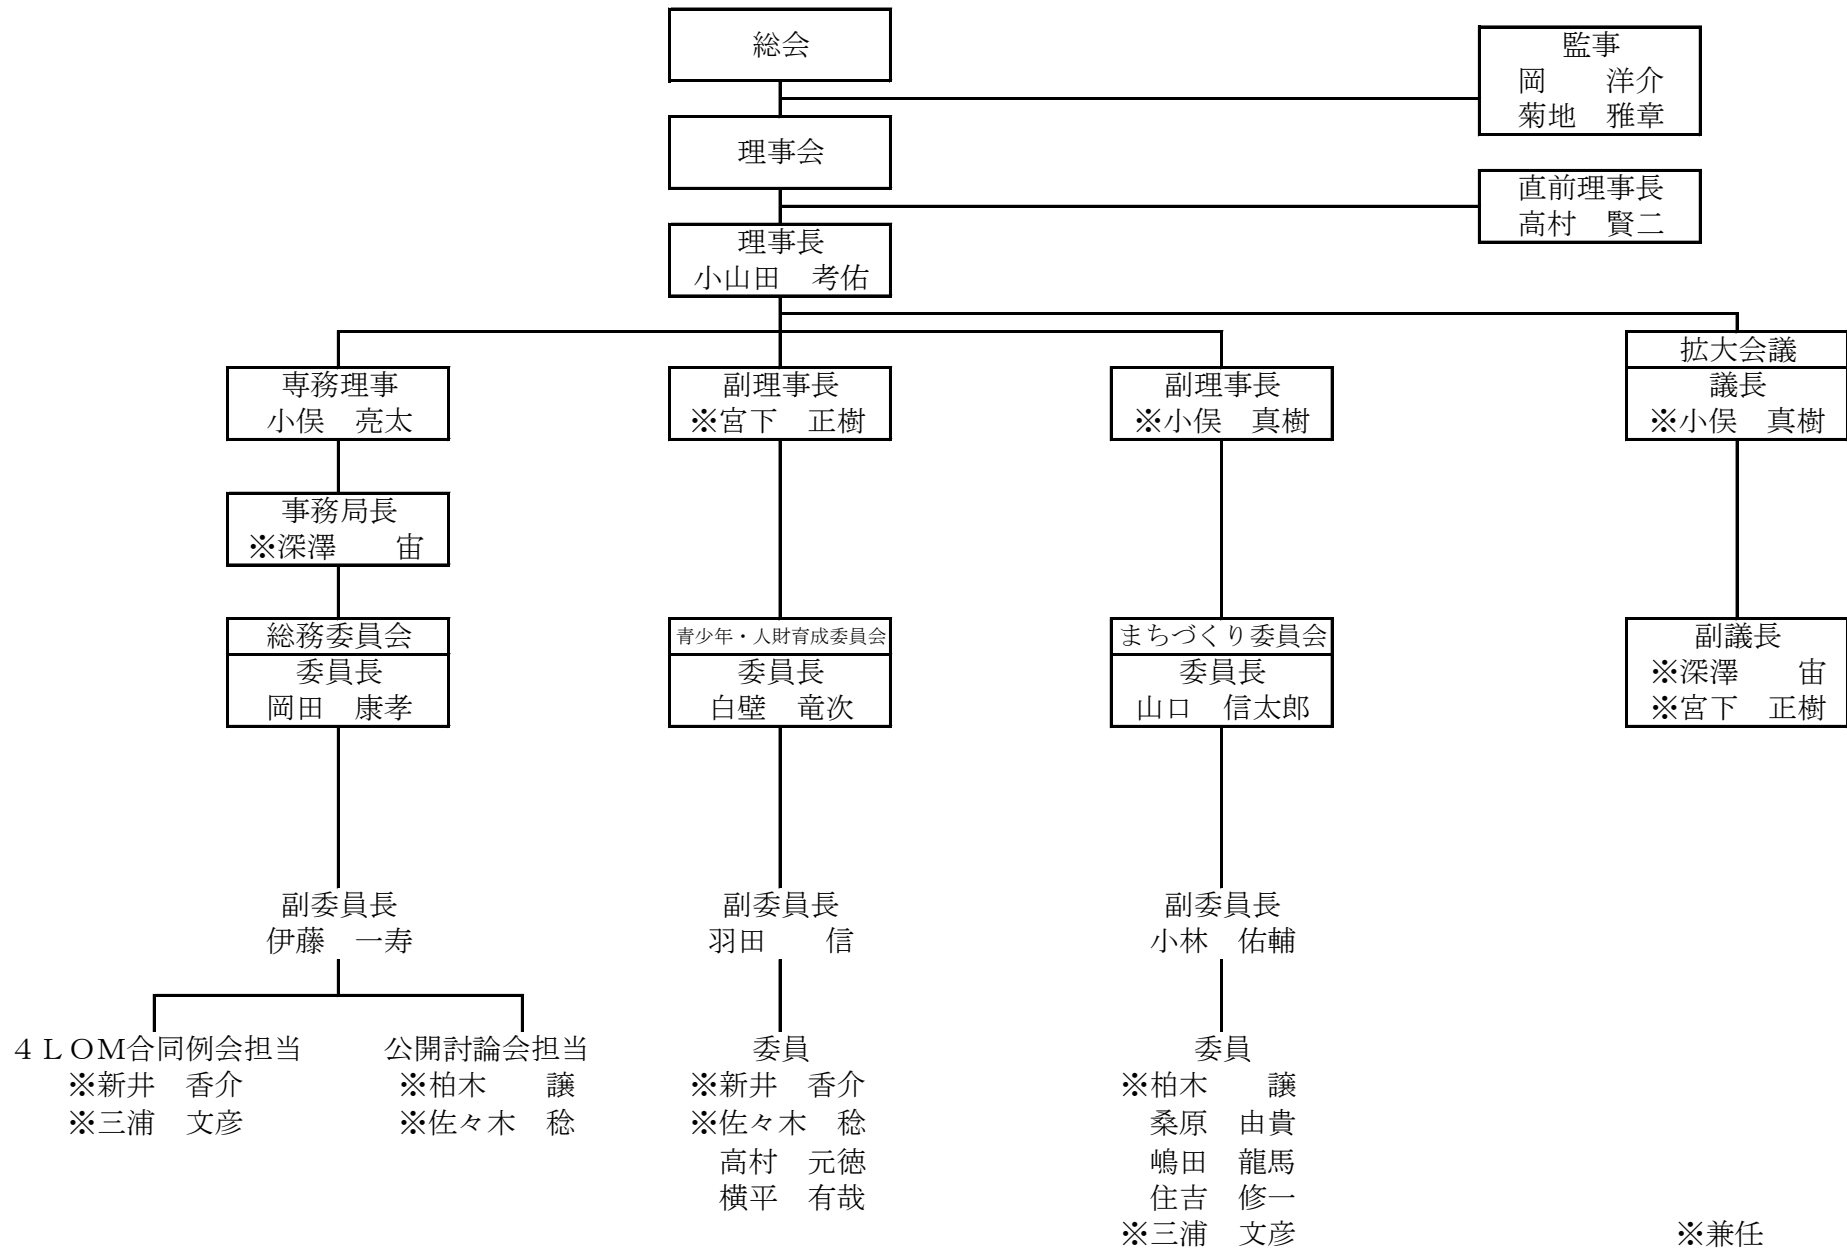 総会
監事
岡　　洋介
菊地　雅章
理事会
直前理事長
高村　賢二
理事長
小山田　考佑
専務理事
小俣　亮太
副理事長
※宮下　正樹
副理事長
※小俣　真樹
拡大会議
議長
※小俣　真樹
事務局長
※深澤　　宙
総務委員会
委員長
岡田　康孝
青少年・人財育成委員会
委員長
白壁　竜次
まちづくり委員会
委員長
山口　信太郎
副議長
※深澤　　宙
※宮下　正樹
副委員長
伊藤　一寿
副委員長
羽田　　信
副委員長
小林　佑輔
４ＬＯＭ合同例会担当
※新井　香介
※三浦　文彦
公開討論会担当
※柏木　　譲
※佐々木　稔
委員
※新井　香介
※佐々木　稔
高村　元徳
横平　有哉
委員
※柏木　　譲
桑原　由貴
嶋田　龍馬
住吉　修一
※三浦　文彦
※兼任